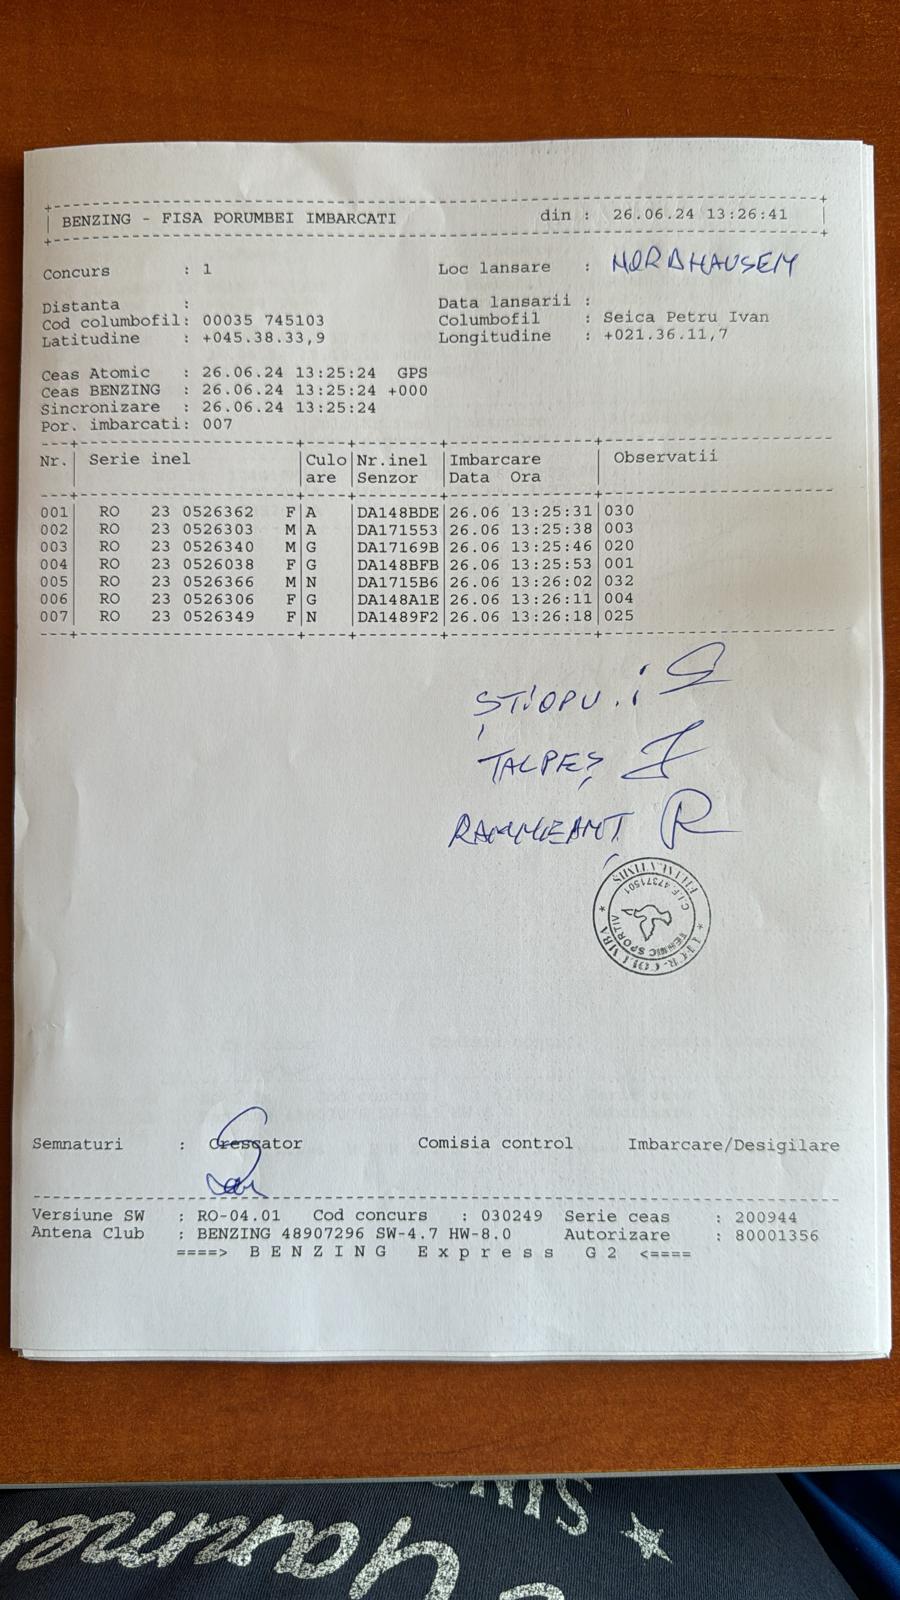 BENZING - FISA PORUMBEI IMBARCATI din : 26.06.24 13:26:41
Concurs : 1 Loc lansare : NORDHAUSEN
Distanta : Data lansarii :
Cod columbofil: 00035 745103 Columbofil : Seica Petru Ivan
Latitudine : +045.38.33,9 Longitudine : +021.36.11,7
Ceas Atomic : 26.06.24 13:25:24 GPS
Ceas BENZING : 26.06.24 13:25:24 +000
Sincronizare : 26.06.24 13:25:24
Por. imbarcati: 007
Nr. Serie inel Culo Nr.inel Imbarcare Observatii
are Senzor Data Ora
001 RO 23 0526362 F A DA148BDE 26.06 13:25:31 030
002 RO 23 0526303 M A DA171553 26.06 13:25:38 003
003 RO 23 0526340 M G DA17169B 26.06 13:25:46 020
004 RO 23 0526038 F G DA148BFB 26.06 13:25:53 001
005 RO 23 0526366 M N DA1715B6 26.06 13:26:02 032
006 RO 23 0526306 F G DA148A1E 26.06 13:26:11 004
007 RO 23 0526349 F N DA1489F2 26.06 13:26:18 025
ȘTIOPU . i
TALPEȘ
C.I.F. 47371501
TEHNIC SPORTIV
Semnaturi : Crescator Comisia control Imbarcare/Desigilare
Versiune SW : RO-04.01 Cod concurs : 030249 Serie ceas : 200944
Antena Club : BENZING 48907296 SW-4.7 HW-8.0 Autorizare : 80001356
====> B E N Z I N G E x p r e s s G 2 <====